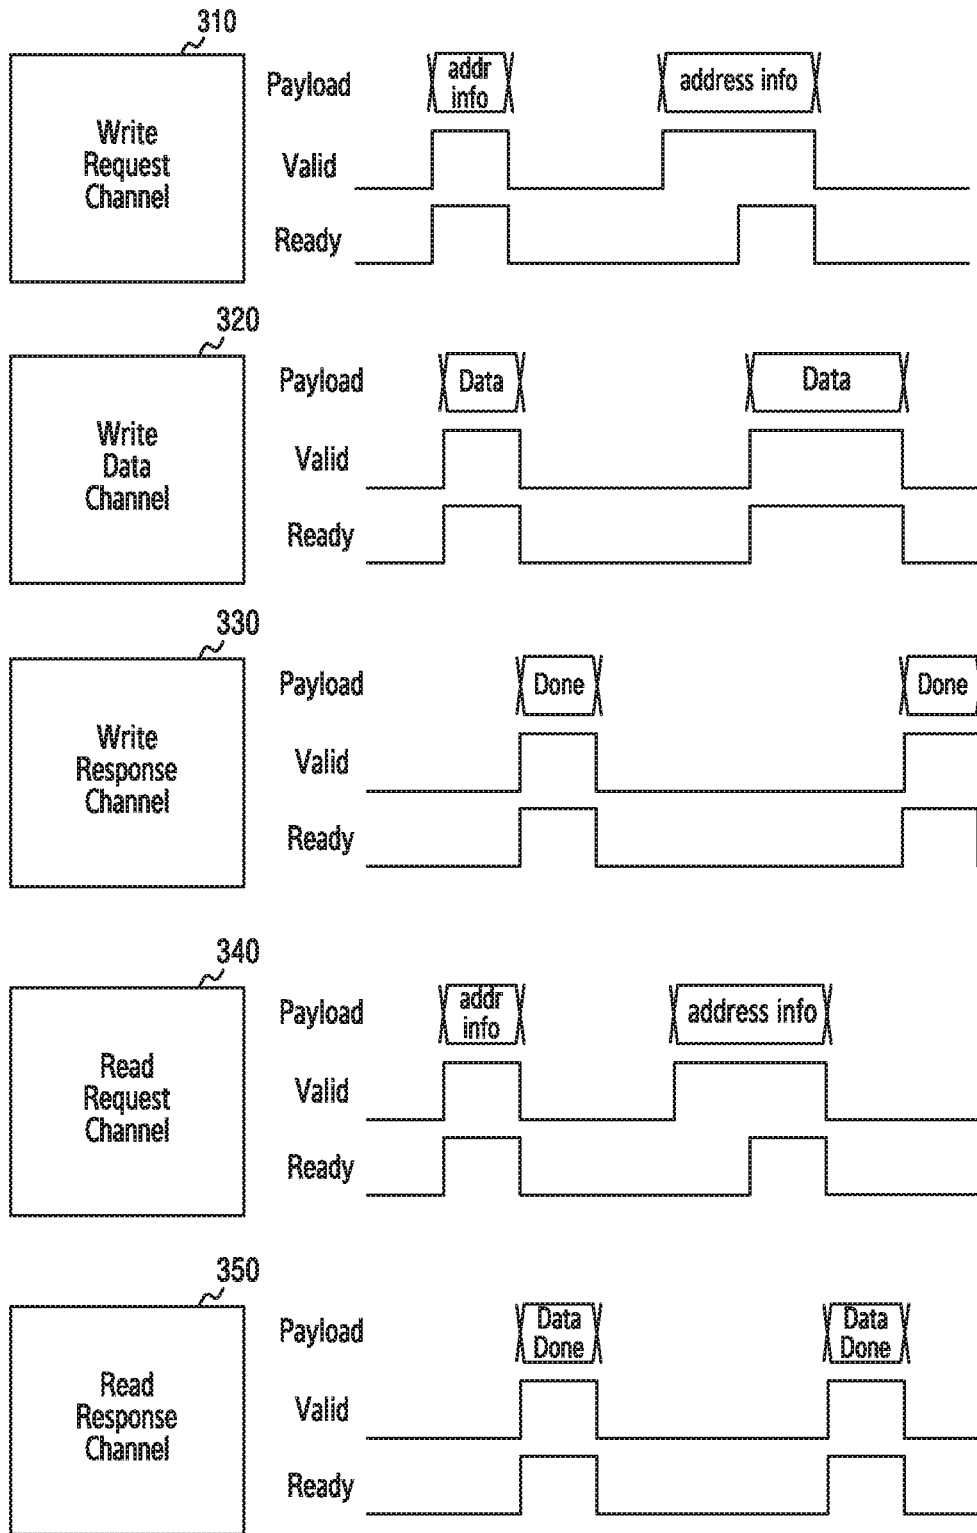 310
Write
Request
Channel
Payload
addr
info
address info
Valid
Ready
320
Write
Data
Channel
Payload
Data
Data
Valid
Ready
330
Write
Response
Channel
Payload
Done
Done
Valid
Ready
340
Read
Request
Channel
Payload
addr
info
address info
Valid
Ready
350
Read
Response
Channel
Payload
Data
Done
Data
Done
Valid
Ready